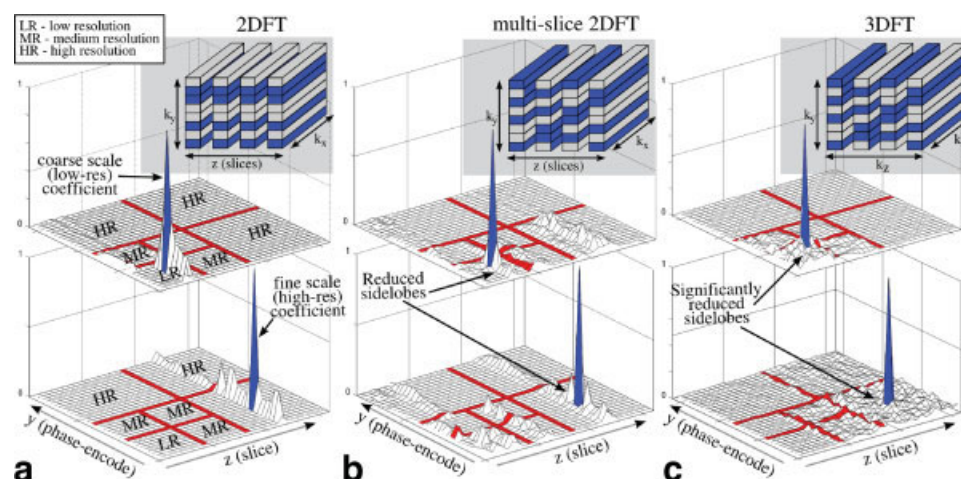 LR - low resolution
MR - medium resolution
HR - high resolution
2DFT
multi-slice 2DFT
3DFT
1
k_y
k_x
z (slices)
coarse scale
(low-res)
coefficient
HR
HR
HR
MR
MR
LR
0
1
fine scale
(high-res)
coefficient
HR
HR
MR
MR
MR
LR
0
y (phase-encode)
z (slice)
a
1
k_y
k_x
z (slices)
0
1
Reduced
sidelobes
0
y (phase-encode)
z (slice)
b
1
k_y
k_x
k_z
0
1
Significantly
reduced
sidelobes
0
y (phase-encode)
z (slice)
c